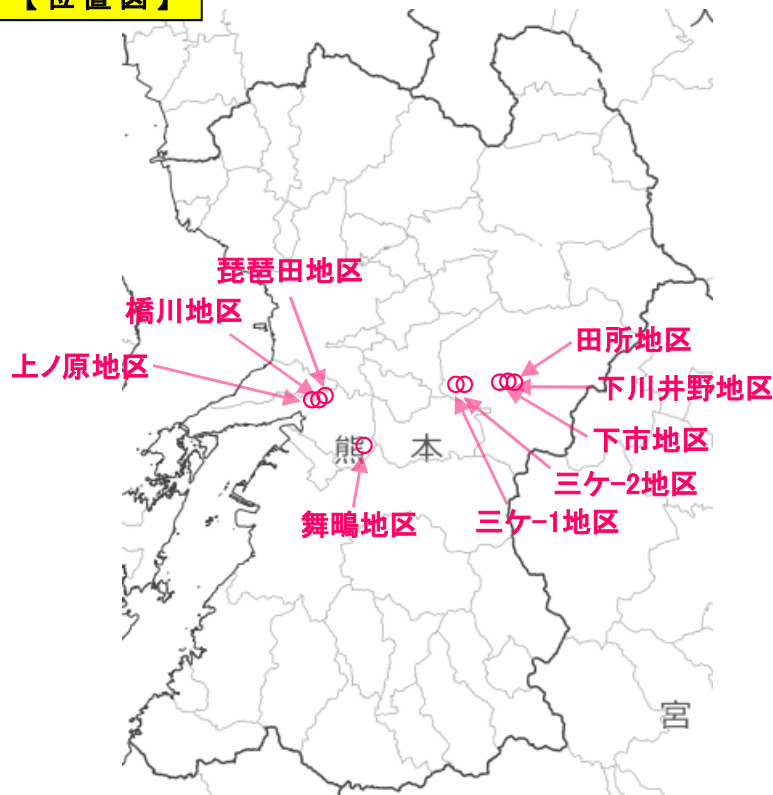 【位置図】
琵琶田地区
橋川地区
上ノ原地区
田所地区
下川井野地区
下市地区
熊本
三ケ-2地区
三ケ-1地区
舞鴫地区
宮